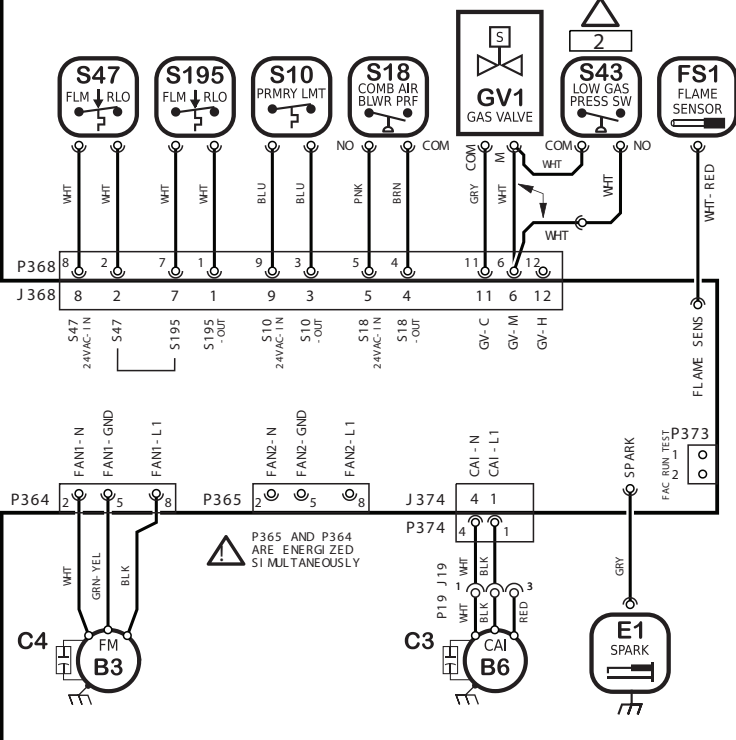 2
S
S47
FLM RLO
S195
FLM RLO
S10
PRMRY LMT
S18
COMB AIR
BLWR PRF
GV1
GAS VALVE
S43
LOW GAS
PRESS SW
FS1
FLAME
SENSOR
NO
COM
COM
M
COM
NO
WHT
WHT
WHT
WHT
WHT
BLU
BLU
PNK
BRN
GRY
WHT
WHT
WHT
WHT-RED
P368
8 2 7 1 9 3 5 4 11 6 12
J368
8 2 7 1 9 3 5 4 11 6 12
S47
24VAC-IN
S47
S195
S195
-OUT
S10
24VAC-IN
S10
-OUT
S18
24VAC-IN
S18
-OUT
GV-C
GV-M
GV-H
FLAME SENS
FAN1-N
FAN1-GND
FAN1-L1
FAN2-N
FAN2-GND
FAN2-L1
CAI-N
CAI-L1
SPARK
FAC RUN TEST
P373
1
2
P364
2 5 8
P365
2 5 8
J374
4 1
P374
4 1
!
P365 AND P364
ARE ENERGIZED
SIMULTANEOUSLY
WHT
GRN-YEL
BLK
WHT
BLK
P19 J19
1 3
WHT
BLK
RED
GRY
C4
FM
B3
C3
CAI
B6
E1
SPARK